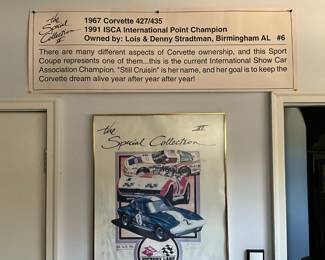 the Special Collection II
1967 Corvette 427/435
1991 ISCA International Point Champion
Owned by: Lois & Denny Stradtman, Birmingham AL #6
There are many different aspects of Corvette ownership, and this Sport
Coupe represents one of them...this is the current International Show Car
Association Champion. "Still Cruisin" is her name, and her goal is to keep the
Corvette dream alive year after year after year!
the
Special Collection
VICTORY LANE